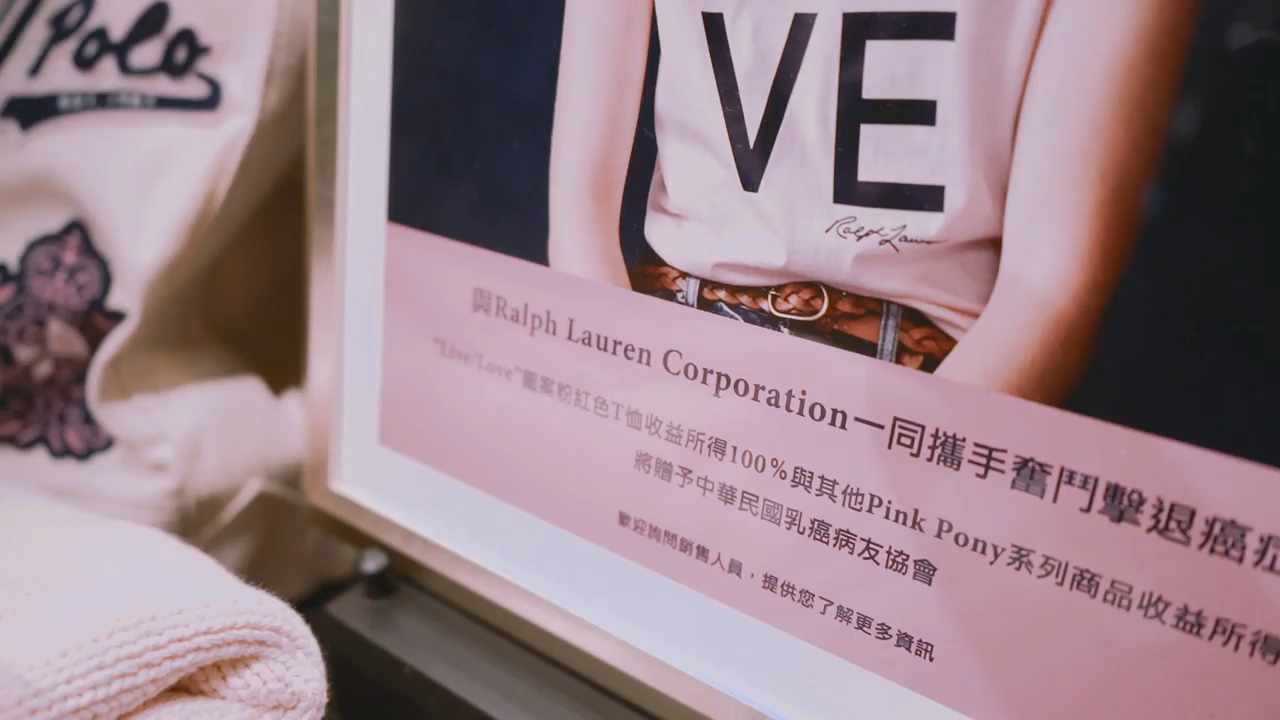 Polo
VE
Ralph Lauren
與Ralph Lauren Corporation一同攜手奮鬥擊退癌症
"Live/Love"圖案粉紅色T恤收益所得100%與其他Pink Pony系列商品收益所得
將贈予中華民國乳癌病友協會
歡迎詢問銷售人員，提供您了解更多資訊